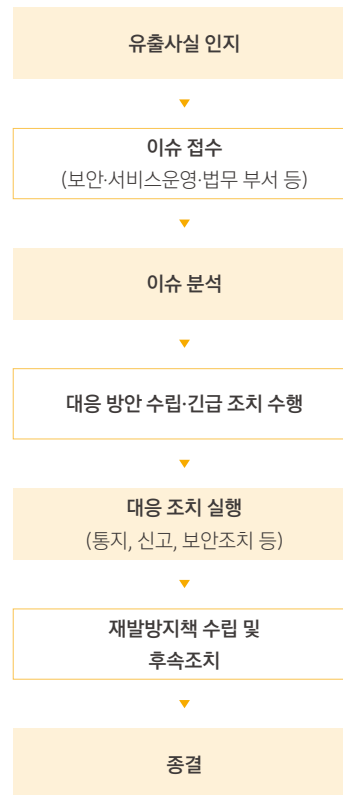 유출사실 인지
이슈 접수
(보안·서비스운영·법무 부서 등)
이슈 분석
대응 방안 수립·긴급 조치 수행
대응 조치 실행
(통지, 신고, 보안조치 등)
재발방지책 수립 및
후속조치
종결